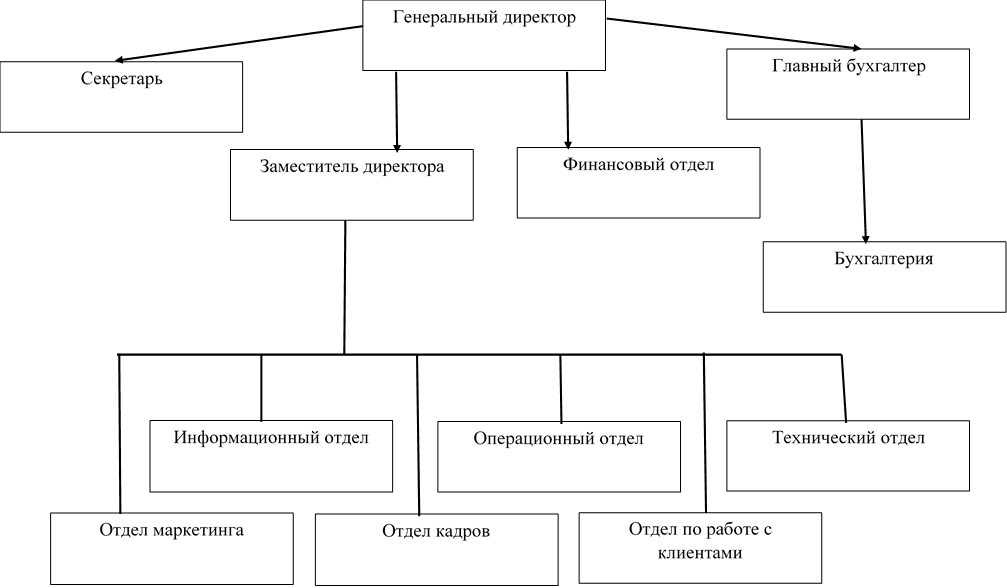 Генеральный директор
Секретарь
Главный бухгалтер
Заместитель директора
Финансовый отдел
Бухгалтерия
Информационный отдел
Операционный отдел
Технический отдел
Отдел маркетинга
Отдел кадров
Отдел по работе с
клиентами